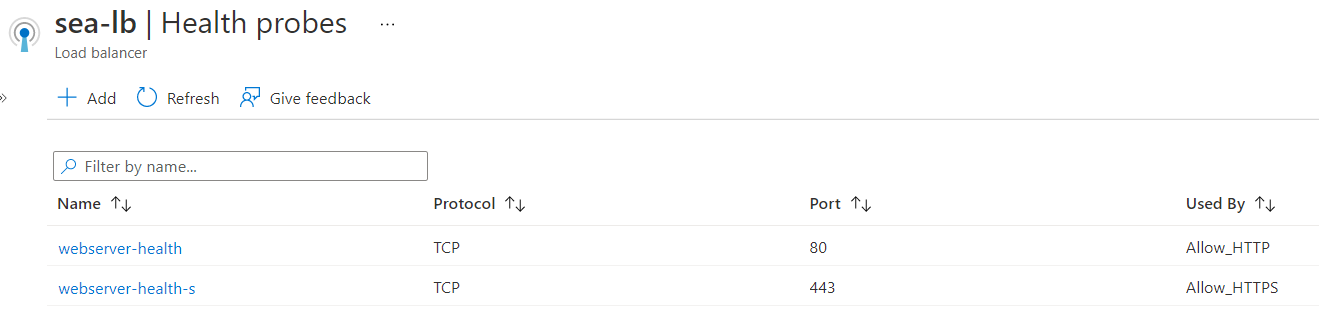 sea-lb | Health probes ...
Load balancer
Add Refresh Give feedback
Filter by name...
Name Protocol Port Used By
webserver-health TCP 80 Allow_HTTP
webserver-health-s TCP 443 Allow_HTTPS